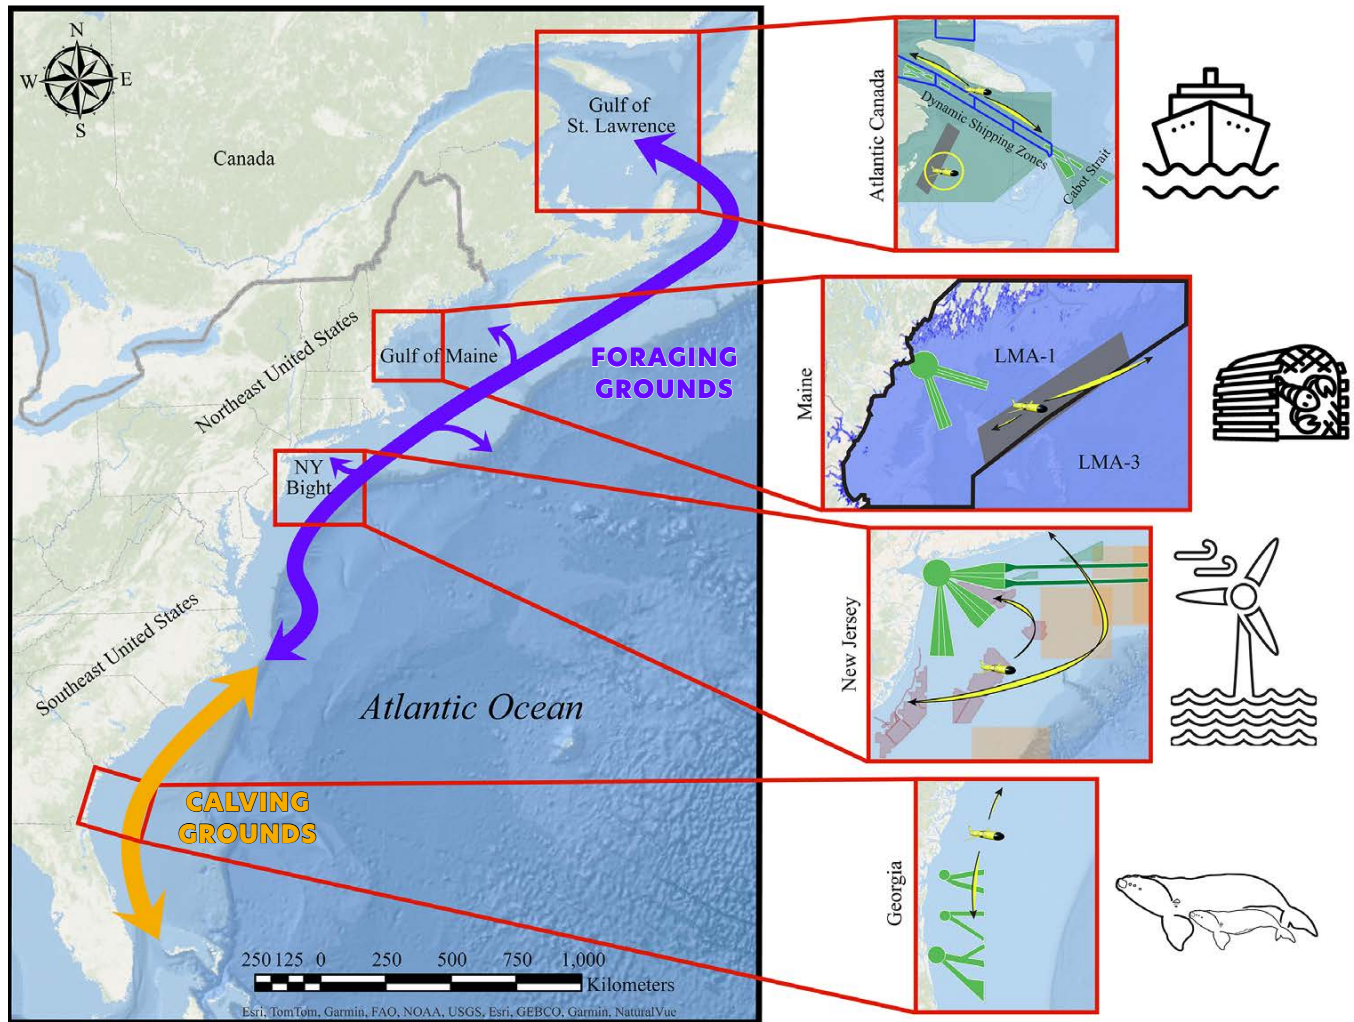 N
W
E
S
Canada
Gulf of
St. Lawrence
Northeast United States
Gulf of Maine
FORAGING
GROUNDS
NY
Bight
Southeast United States
Atlantic Ocean
CALVING
GROUNDS
250 125 0 250 500 750 1,000
Kilometers
Esri, TomTom, Garmin, FAO, NOAA, USGS, Esri, GEBCO, Garmin, NaturalVue
Atlantic Canada
Dynamic Shipping Zones
Cabot Strait
Maine
LMA-1
LMA-3
New Jersey
Georgia